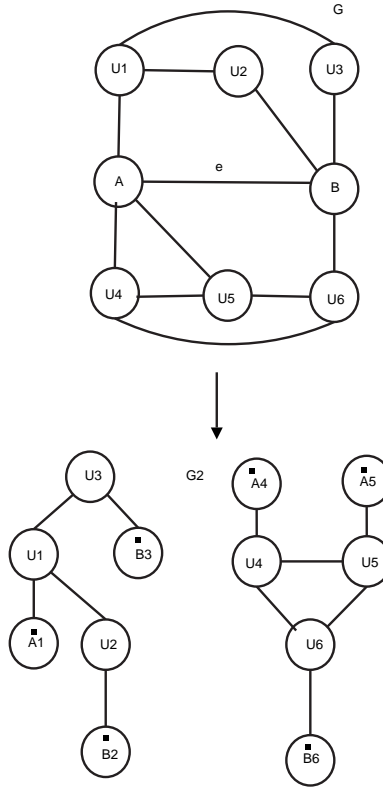 G
U1 U2 U3
e
A B
U4 U5 U6
U3 G2 A4 A5
U1 B3 U4 U5
A1 U2 U6
B2 B6